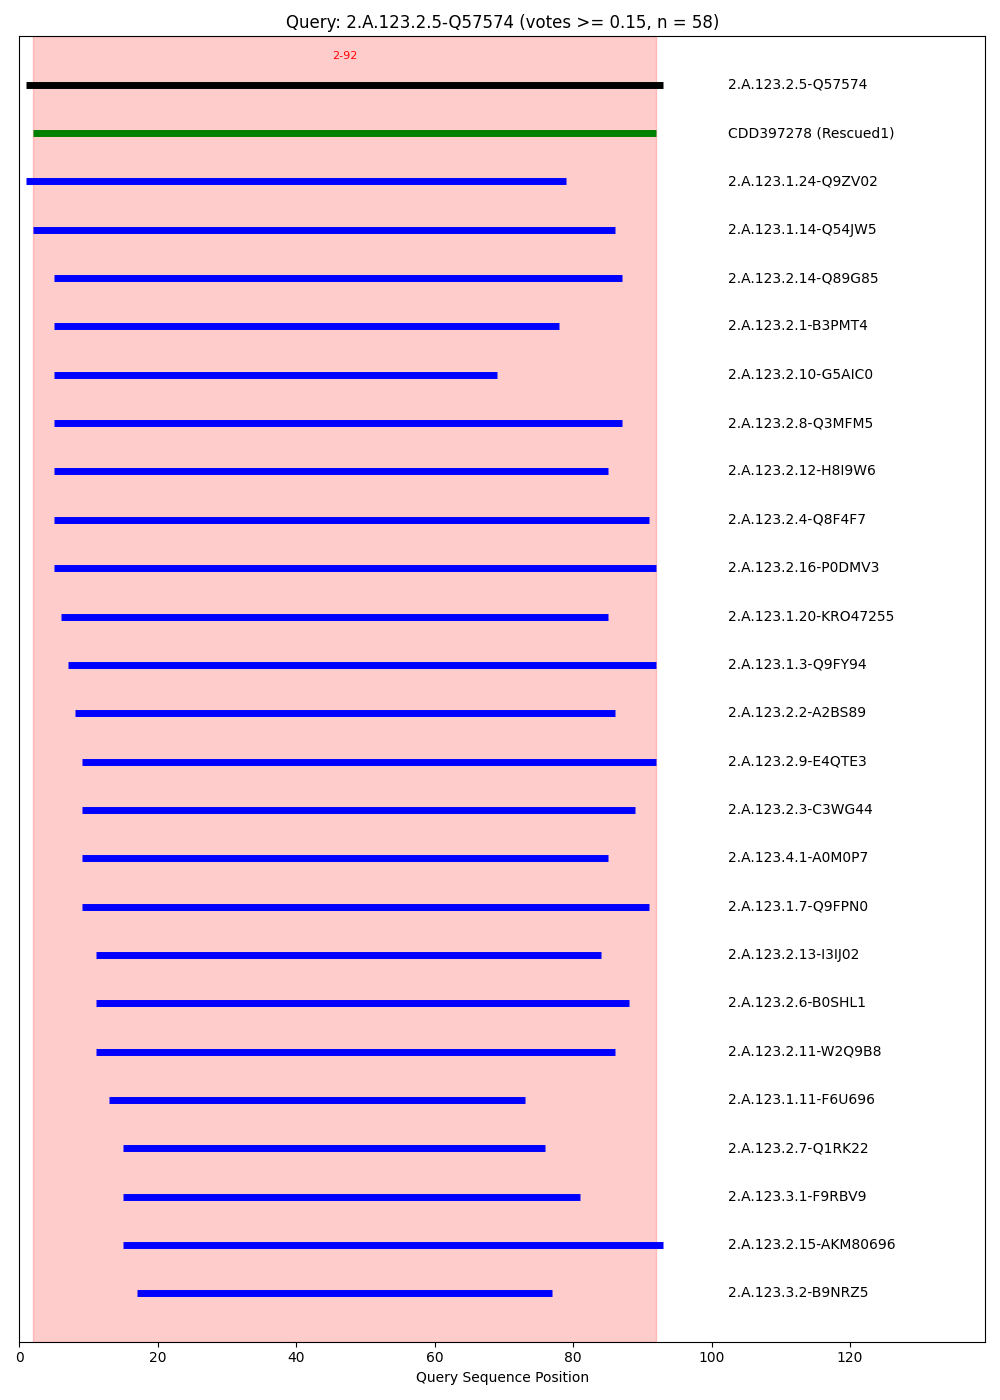 Query: 2.A.123.2.5-Q57574 (votes >= 0.15, n = 58)
2-92
2.A.123.2.5-Q57574
CDD397278 (Rescued1)
2.A.123.1.24-Q9ZV02
2.A.123.1.14-Q54JW5
2.A.123.2.14-Q89G85
2.A.123.2.1-B3PMT4
2.A.123.2.10-G5AIC0
2.A.123.2.8-Q3MFM5
2.A.123.2.12-H8I9W6
2.A.123.2.4-Q8F4F7
2.A.123.2.16-P0DMV3
2.A.123.1.20-KRO47255
2.A.123.1.3-Q9FY94
2.A.123.2.2-A2BS89
2.A.123.2.9-E4QTE3
2.A.123.2.3-C3WG44
2.A.123.4.1-A0M0P7
2.A.123.1.7-Q9FPN0
2.A.123.2.13-I3IJ02
2.A.123.2.6-B0SHL1
2.A.123.2.11-W2Q9B8
2.A.123.1.11-F6U696
2.A.123.2.7-Q1RK22
2.A.123.3.1-F9RBV9
2.A.123.2.15-AKM80696
2.A.123.3.2-B9NRZ5
0 20 40 60 80 100 120
Query Sequence Position